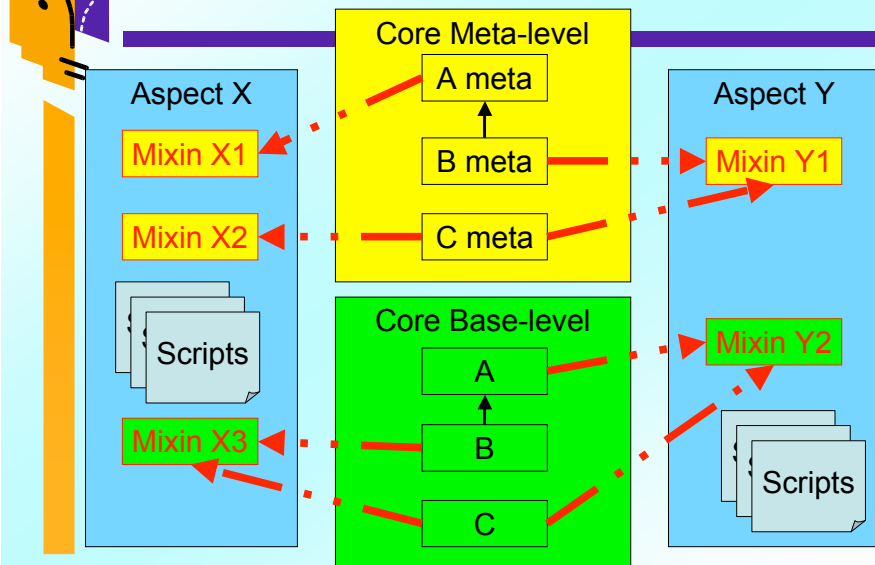 Core Meta-level
A meta
B meta
C meta
Aspect X
Mixin X1
Mixin X2
Scripts
Mixin X3
Core Base-level
A
B
C
Aspect Y
Mixin Y1
Mixin Y2
Scripts